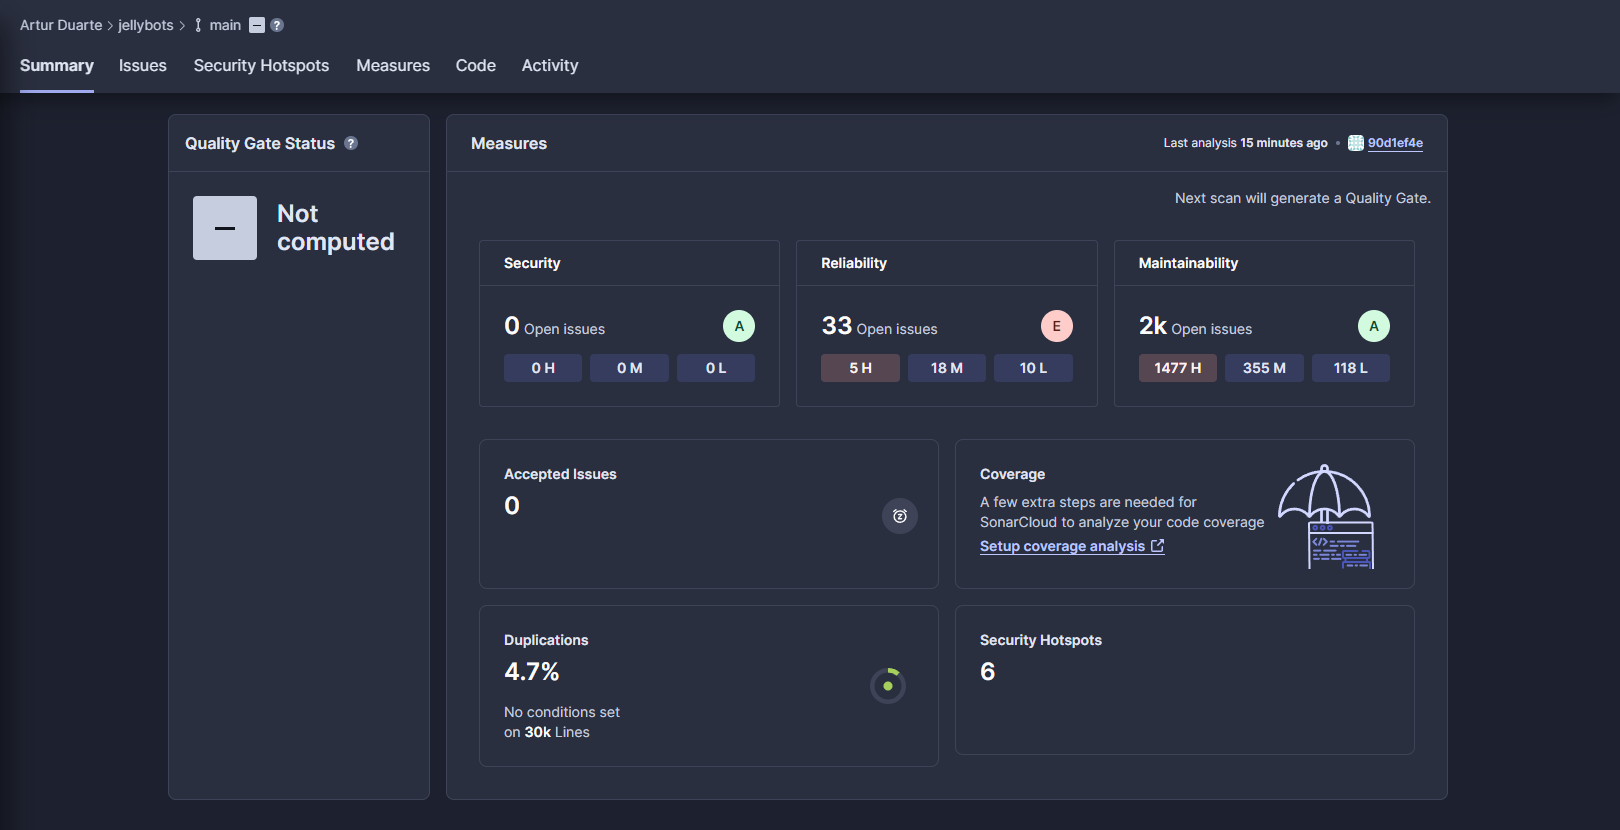 Artur Duarte > jellybots > main ?
Summary Issues Security Hotspots Measures Code Activity
Quality Gate Status ?
Not
computed
Measures
Last analysis 15 minutes ago • 90d1ef4e
Next scan will generate a Quality Gate.
Security
0 Open issues A
0 H 0 M 0 L
Reliability
33 Open issues E
5 H 18 M 10 L
Maintainability
2k Open issues A
1477 H 355 M 118 L
Accepted Issues
0
Coverage
A few extra steps are needed for
SonarCloud to analyze your code coverage
Setup coverage analysis
Duplications
4.7%
No conditions set
on 30k Lines
Security Hotspots
6